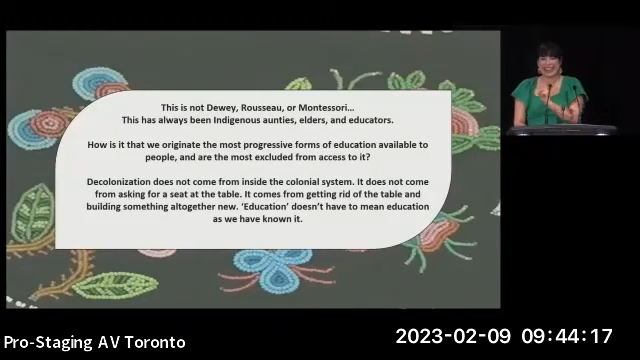 This is not Dewey, Rousseau, or Montessori...
This has always been Indigenous aunties, elders, and educators.
How is it that we originate the most progressive forms of education available to
people, and are the most excluded from access to it?
Decolonization does not come from inside the colonial system. It does not come
from asking for a seat at the table. It comes from getting rid of the table and
building something altogether new. ‘Education’ doesn’t have to mean education
as we have known it.
Pro-Staging AV Toronto
2023-02-09 09:44:17